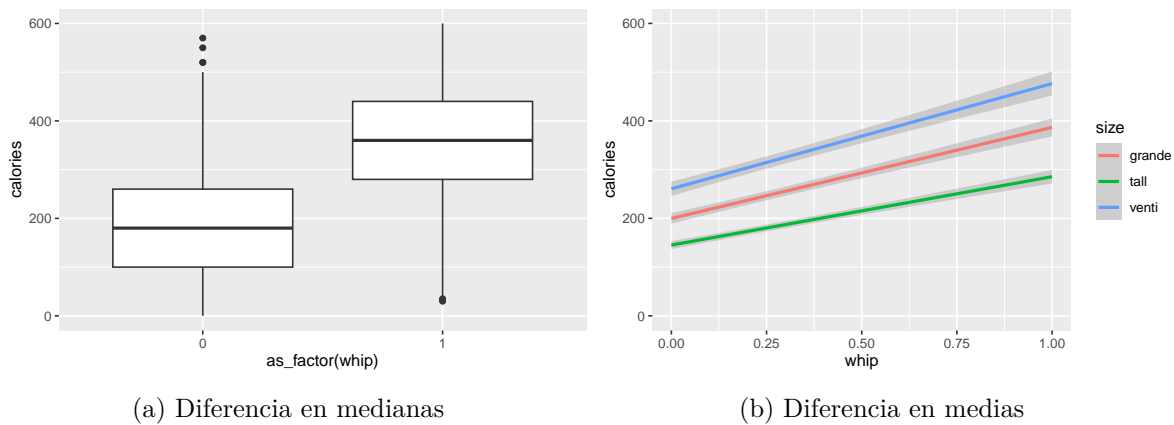 600
400
200
0
calories
0
1
as_factor(whip)
(a) Diferencia en medianas
600
400
200
0
calories
0.00
0.25
0.50
0.75
1.00
whip
size
grande
tall
venti
(b) Diferencia en medias